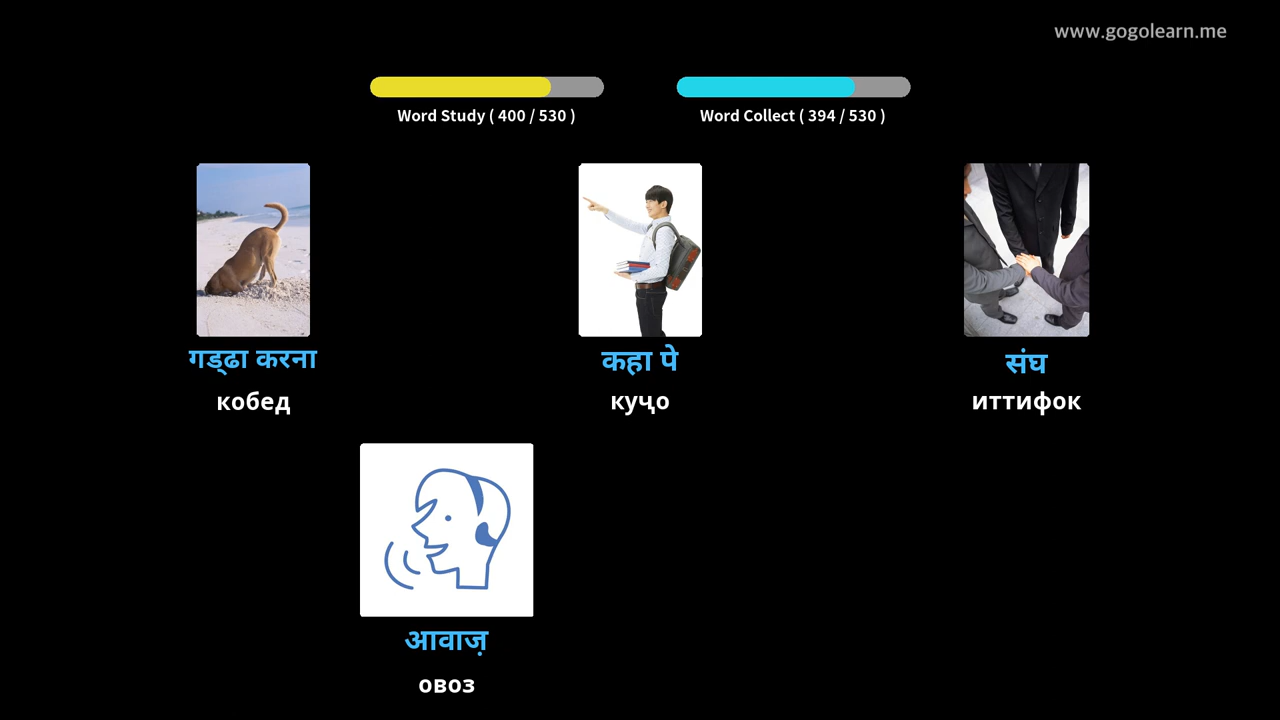 www.gogolearn.me
Word Study ( 400 / 530 )
Word Collect ( 394 / 530 )
गड्ढा करना
कहा पे
संघ
кобед
куҷо
иттифок
आवाज़
овоз